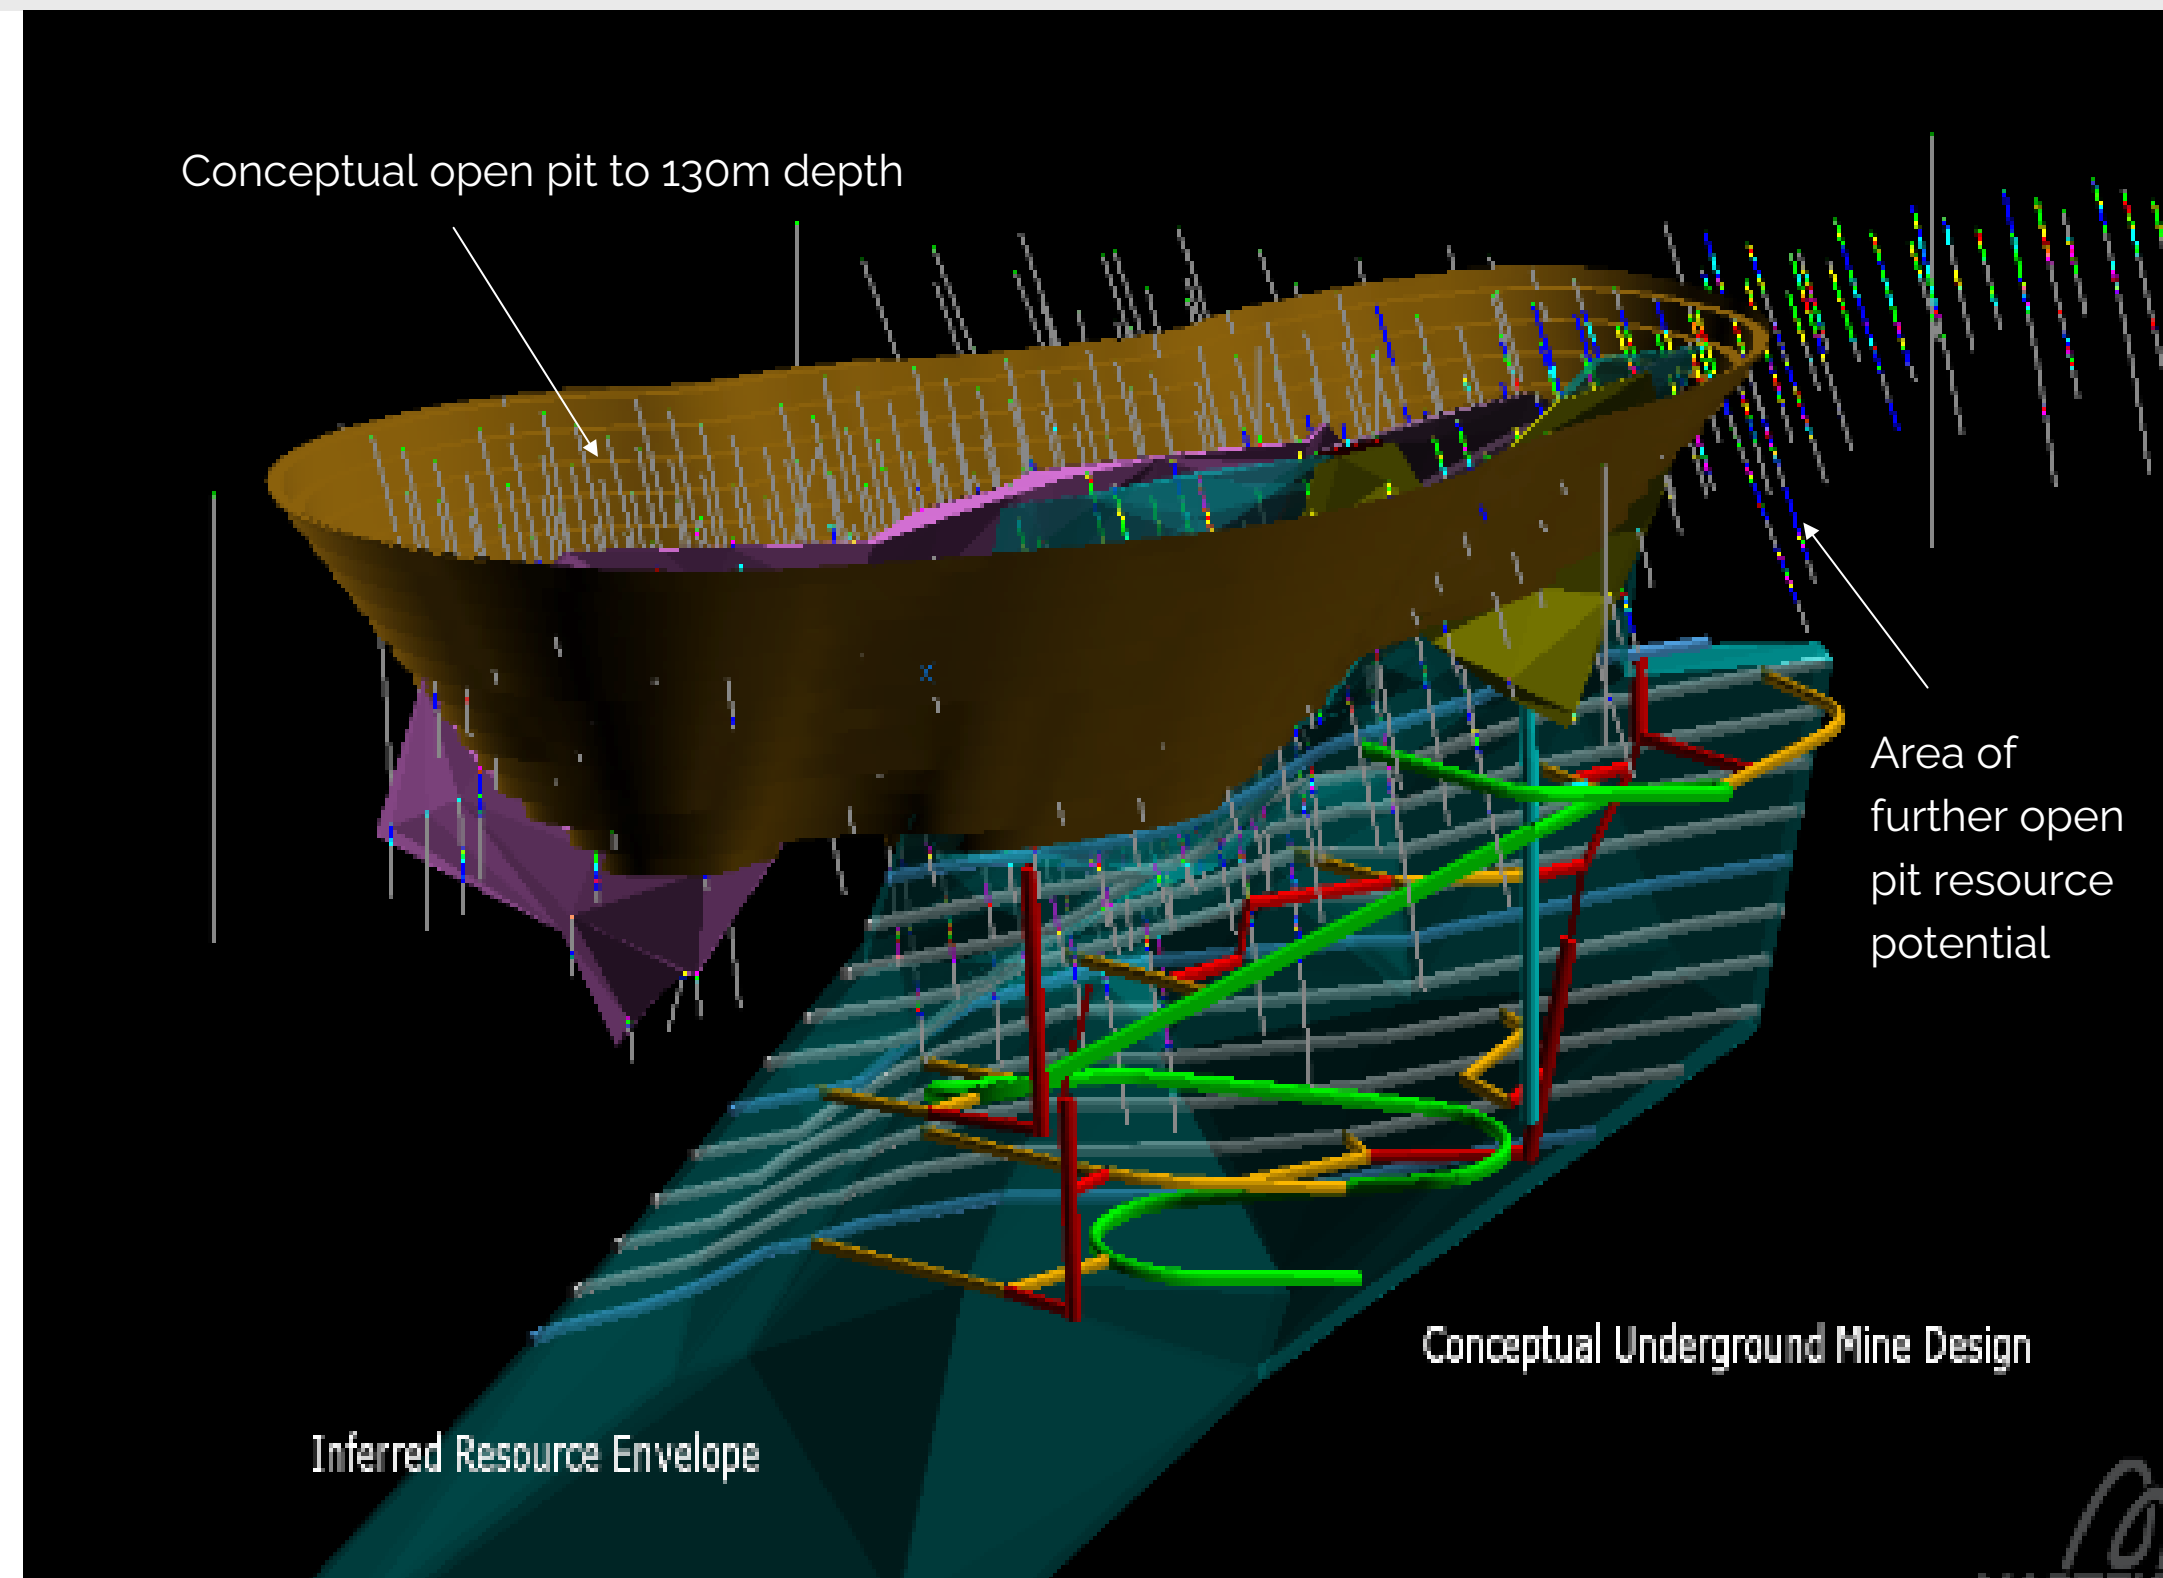 Conceptual open pit to 130m depth
Area of
further open
pit resource
potential
Conceptual Underground Mine Design
Inferred Resource Envelope